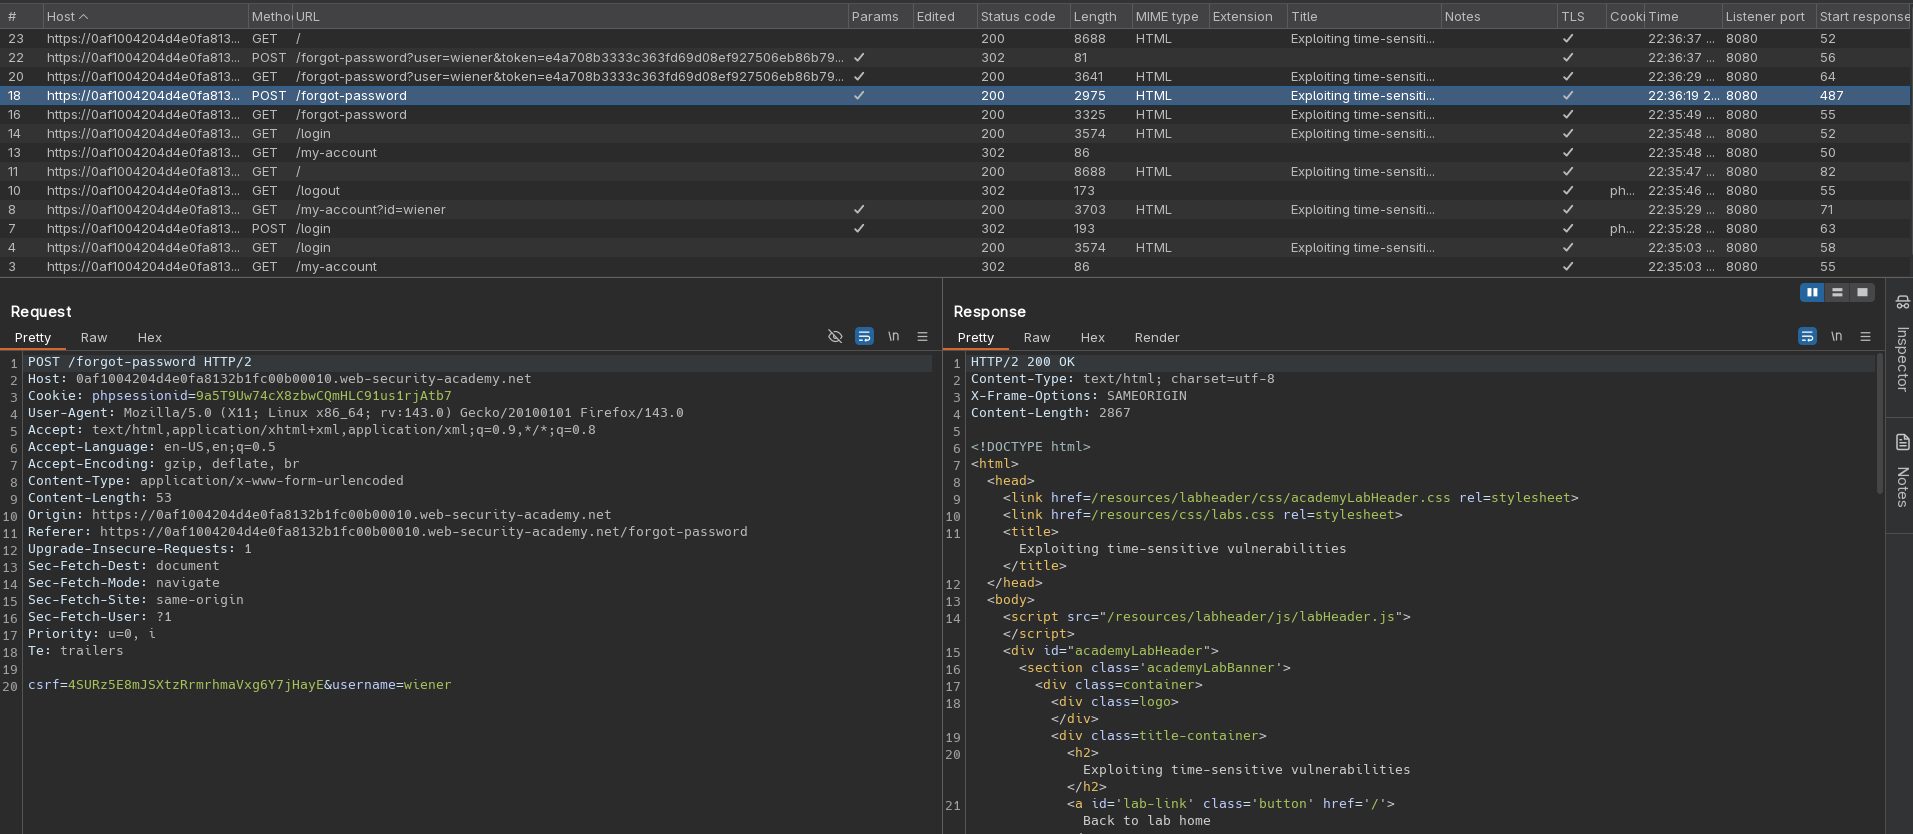 # Host Method URL Params Edited Status code Length MIME type Extension Title Notes TLS Cooki Time Listener port Start response
23 https://0af1004204d4e0fa813... GET / 200 8688 HTML Exploiting time-sensiti... 22:36:37 ... 8080 52
22 https://0af1004204d4e0fa813... POST /forgot-password?user=wiener&token=e4a708b3333c363fd69d08ef927506eb86b79... 302 81 22:36:37 ... 8080 56
20 https://0af1004204d4e0fa813... GET /forgot-password?user=wiener&token=e4a708b3333c363fd69d08ef927506eb86b79... 200 3641 HTML Exploiting time-sensiti... 22:36:29 ... 8080 64
18 https://0af1004204d4e0fa813... POST /forgot-password 200 2975 HTML Exploiting time-sensiti... 22:36:19 2... 8080 487
16 https://0af1004204d4e0fa813... GET /forgot-password 200 3325 HTML Exploiting time-sensiti... 22:35:49 ... 8080 55
14 https://0af1004204d4e0fa813... GET /login 200 3574 HTML Exploiting time-sensiti... 22:35:48 ... 8080 52
13 https://0af1004204d4e0fa813... GET /my-account 302 86 22:35:48 ... 8080 50
11 https://0af1004204d4e0fa813... GET / 200 8688 HTML Exploiting time-sensiti... 22:35:47 ... 8080 82
10 https://0af1004204d4e0fa813... GET /logout 302 173 ph... 22:35:46 ... 8080 55
8 https://0af1004204d4e0fa813... GET /my-account?id=wiener 200 3703 HTML Exploiting time-sensiti... 22:35:29 ... 8080 71
7 https://0af1004204d4e0fa813... POST /login 302 193 ph... 22:35:28 ... 8080 63
4 https://0af1004204d4e0fa813... GET /login 200 3574 HTML Exploiting time-sensiti... 22:35:03 ... 8080 58
3 https://0af1004204d4e0fa813... GET /my-account 302 86 22:35:03 ... 8080 55
Request
Pretty Raw Hex \n
1 POST /forgot-password HTTP/2
2 Host: 0af1004204d4e0fa8132b1fc00b00010.web-security-academy.net
3 Cookie: phpsessionid=9a5T9Uw74cX8zbwCQmHLC91us1rjAtb7
4 User-Agent: Mozilla/5.0 (X11; Linux x86_64; rv:143.0) Gecko/20100101 Firefox/143.0
5 Accept: text/html,application/xhtml+xml,application/xml;q=0.9,*/*;q=0.8
6 Accept-Language: en-US,en;q=0.5
7 Accept-Encoding: gzip, deflate, br
8 Content-Type: application/x-www-form-urlencoded
9 Content-Length: 53
10 Origin: https://0af1004204d4e0fa8132b1fc00b00010.web-security-academy.net
11 Referer: https://0af1004204d4e0fa8132b1fc00b00010.web-security-academy.net/forgot-password
12 Upgrade-Insecure-Requests: 1
13 Sec-Fetch-Dest: document
14 Sec-Fetch-Mode: navigate
15 Sec-Fetch-Site: same-origin
16 Sec-Fetch-User: ?1
17 Priority: u=0, i
18 Te: trailers
19
20 csrf=4SURz5E8mJSXtzRrmrhmaVxg6Y7jHayE&username=wiener
Response
Pretty Raw Hex Render \n
1 HTTP/2 200 OK
2 Content-Type: text/html; charset=utf-8
3 X-Frame-Options: SAMEORIGIN
4 Content-Length: 2867
5
6 <!DOCTYPE html>
7 <html>
8 <head>
9 <link href=/resources/labheader/css/academyLabHeader.css rel=stylesheet>
10 <link href=/resources/css/labs.css rel=stylesheet>
11 <title>
Exploiting time-sensitive vulnerabilities
</title>
12 </head>
13 <body>
14 <script src="/resources/labheader/js/labHeader.js">
</script>
15 <div id="academyLabHeader">
16 <section class='academyLabBanner'>
17 <div class=container>
18 <div class=logo>
</div>
19 <div class=title-container>
20 <h2>
Exploiting time-sensitive vulnerabilities
</h2>
21 <a id='lab-link' class='button' href='/'>
Back to lab home
Inspector
Notes